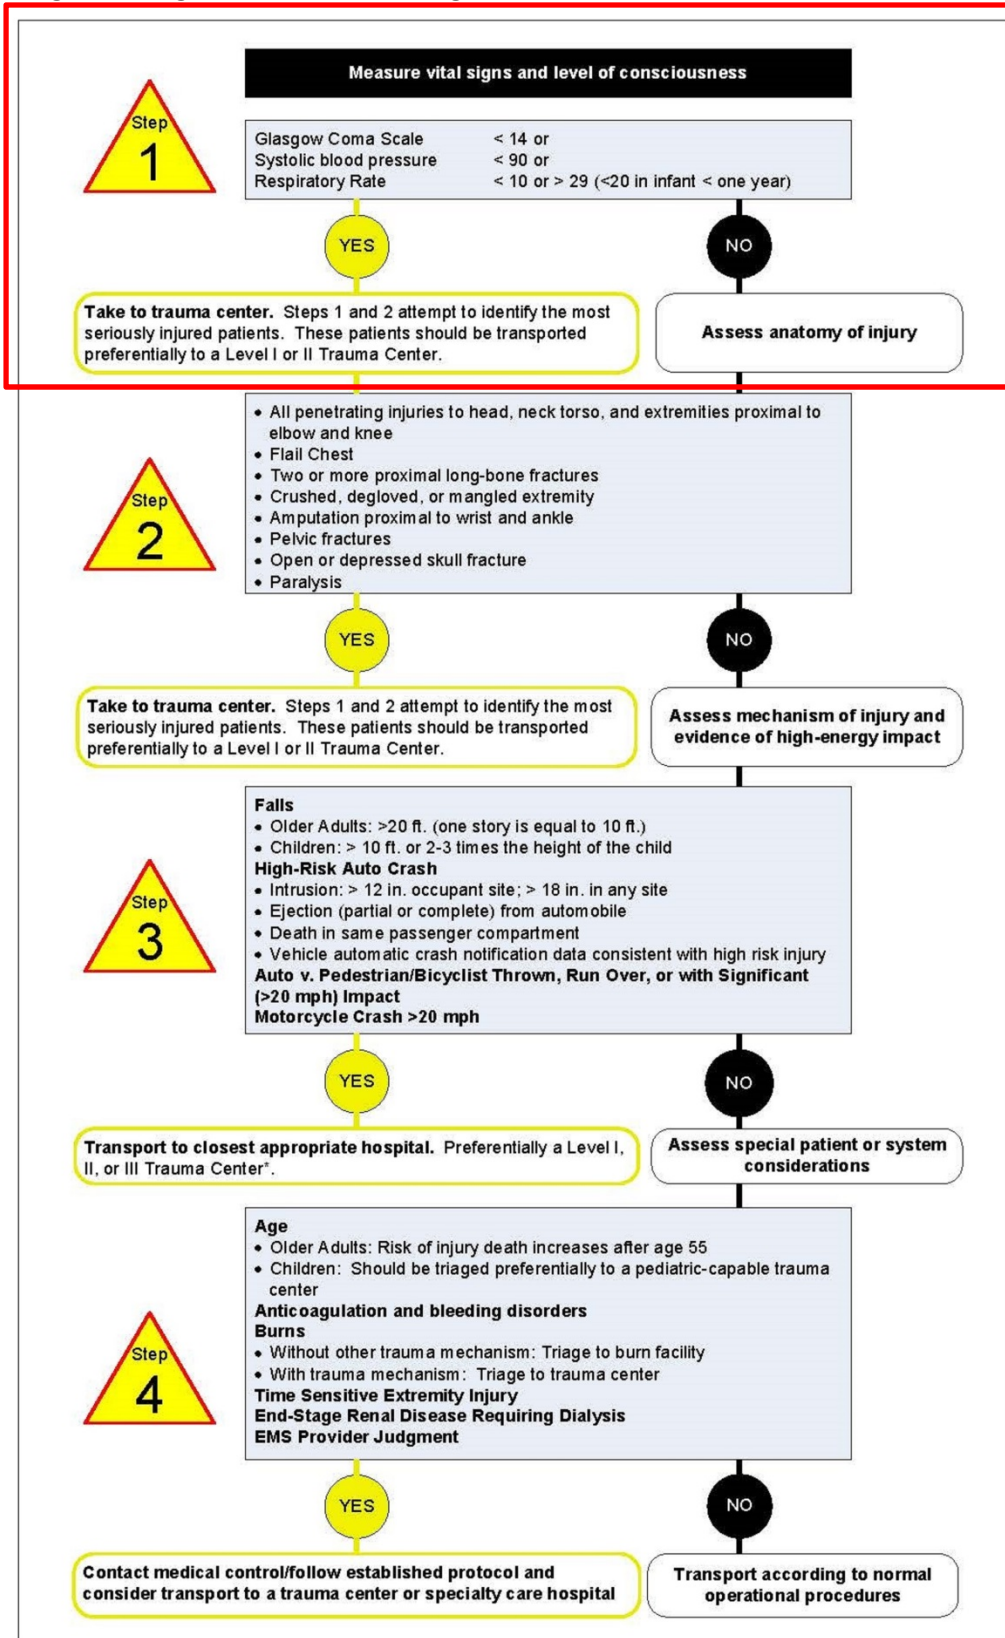 Measure vital signs and level of consciousness
Step
1
Glasgow Coma Scale < 14 or
Systolic blood pressure < 90 or
Respiratory Rate < 10 or > 29 (<20 in infant < one year)
YES
NO
Take to trauma center. Steps 1 and 2 attempt to identify the most
seriously injured patients. These patients should be transported
preferentially to a Level I or II Trauma Center.
Assess anatomy of injury
Step
2
• All penetrating injuries to head, neck torso, and extremities proximal to
elbow and knee
• Flail Chest
• Two or more proximal long-bone fractures
• Crushed, degloved, or mangled extremity
• Amputation proximal to wrist and ankle
• Pelvic fractures
• Open or depressed skull fracture
• Paralysis
YES
NO
Take to trauma center. Steps 1 and 2 attempt to identify the most
seriously injured patients. These patients should be transported
preferentially to a Level I or II Trauma Center.
Assess mechanism of injury and
evidence of high-energy impact
Step
3
Falls
• Older Adults: >20 ft. (one story is equal to 10 ft.)
• Children: > 10 ft. or 2-3 times the height of the child
High-Risk Auto Crash
• Intrusion: > 12 in. occupant site; > 18 in. in any site
• Ejection (partial or complete) from automobile
• Death in same passenger compartment
• Vehicle automatic crash notification data consistent with high risk injury
Auto v. Pedestrian/Bicyclist Thrown, Run Over, or with Significant
(>20 mph) Impact
Motorcycle Crash >20 mph
YES
NO
Transport to closest appropriate hospital. Preferentially a Level I,
II, or III Trauma Center*.
Assess special patient or system
considerations
Step
4
Age
• Older Adults: Risk of injury death increases after age 55
• Children: Should be triaged preferentially to a pediatric-capable trauma
center
Anticoagulation and bleeding disorders
Burns
• Without other trauma mechanism: Triage to burn facility
• With trauma mechanism: Triage to trauma center
Time Sensitive Extremity Injury
End-Stage Renal Disease Requiring Dialysis
EMS Provider Judgment
YES
NO
Contact medical control/follow established protocol and
consider transport to a trauma center or specialty care hospital
Transport according to normal
operational procedures